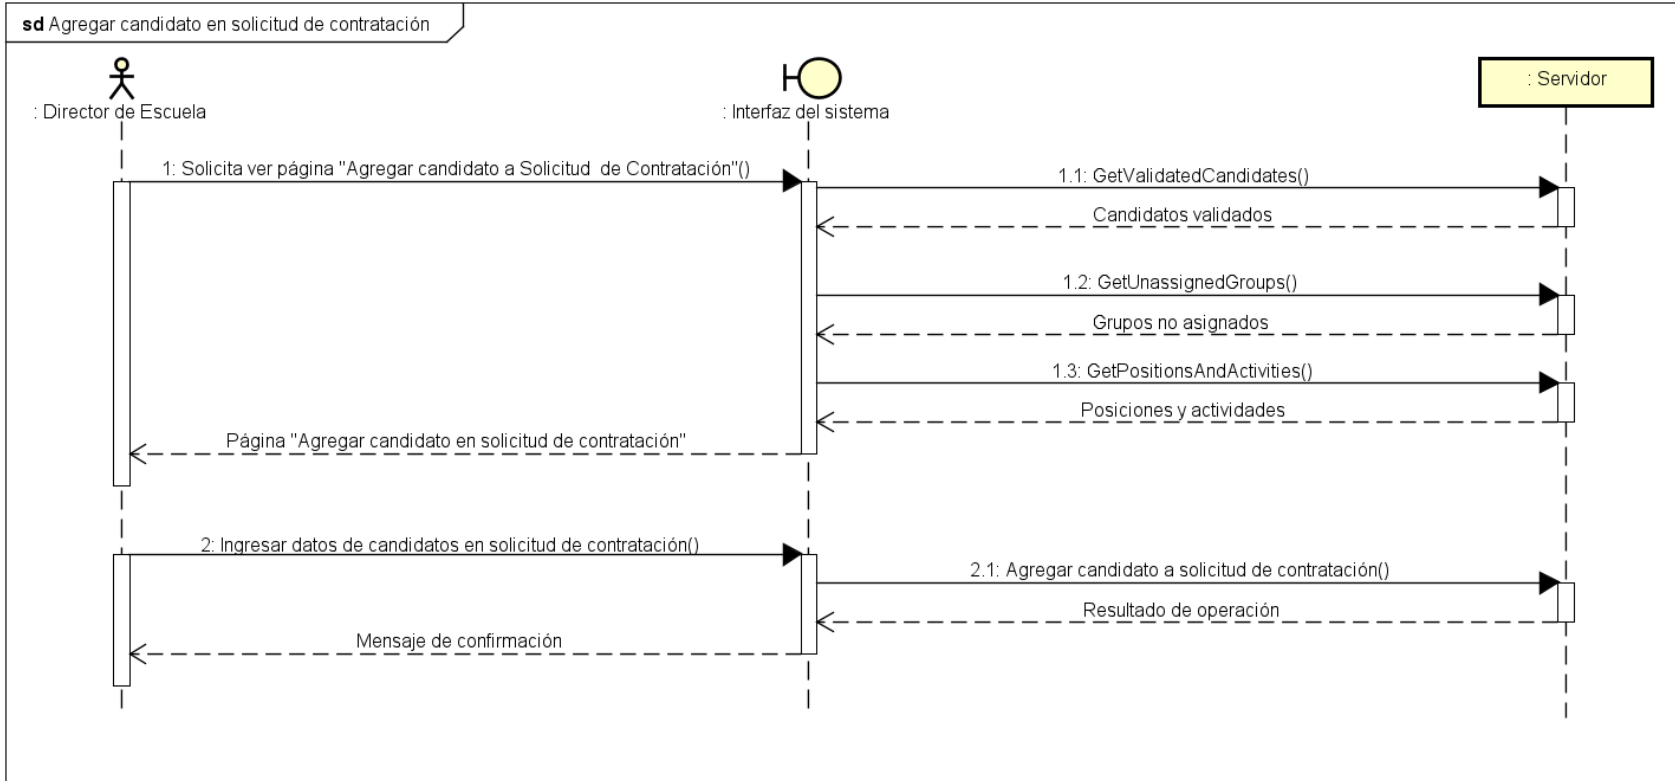 sd Agregar candidato en solicitud de contratación
: Director de Escuela
: Interfaz del sistema
: Servidor
1: Solicita ver página "Agregar candidato a Solicitud  de Contratación"()
1.1: GetValidatedCandidates()
Candidatos validados
1.2: GetUnassignedGroups()
Grupos no asignados
1.3: GetPositionsAndActivities()
Posiciones y actividades
Página "Agregar candidato en solicitud de contratación"
2: Ingresar datos de candidatos en solicitud de contratación()
2.1: Agregar candidato a solicitud de contratación()
Resultado de operación
Mensaje de confirmación